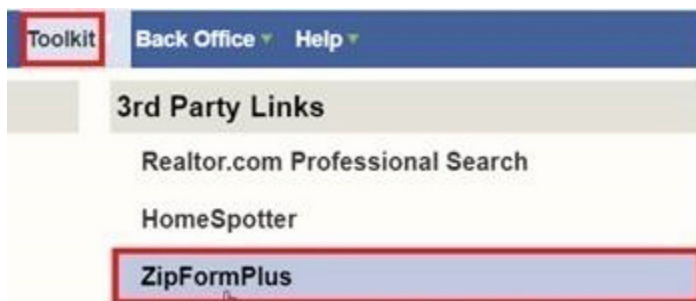 Toolkit Back Office Help
3rd Party Links
Realtor.com Professional Search
HomeSpotter
ZipFormPlus